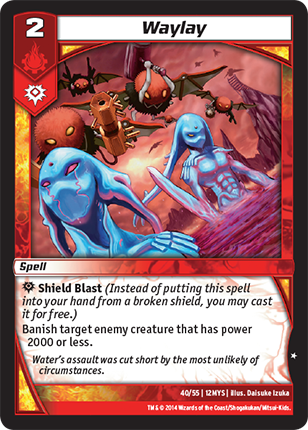 2
Waylay
Spell
Shield Blast (Instead of putting this spell
into your hand from a broken shield, you may cast
it for free.)
Banish target enemy creature that has power
2000 or less.
Water's assault was cut short by the most unlikely of
circumstances.
40/55 | 12MYS | Illus. Daisuke Izuka
TM & © 2014 Wizards of the Coast/Shogakukan/Mitsui-Kids.